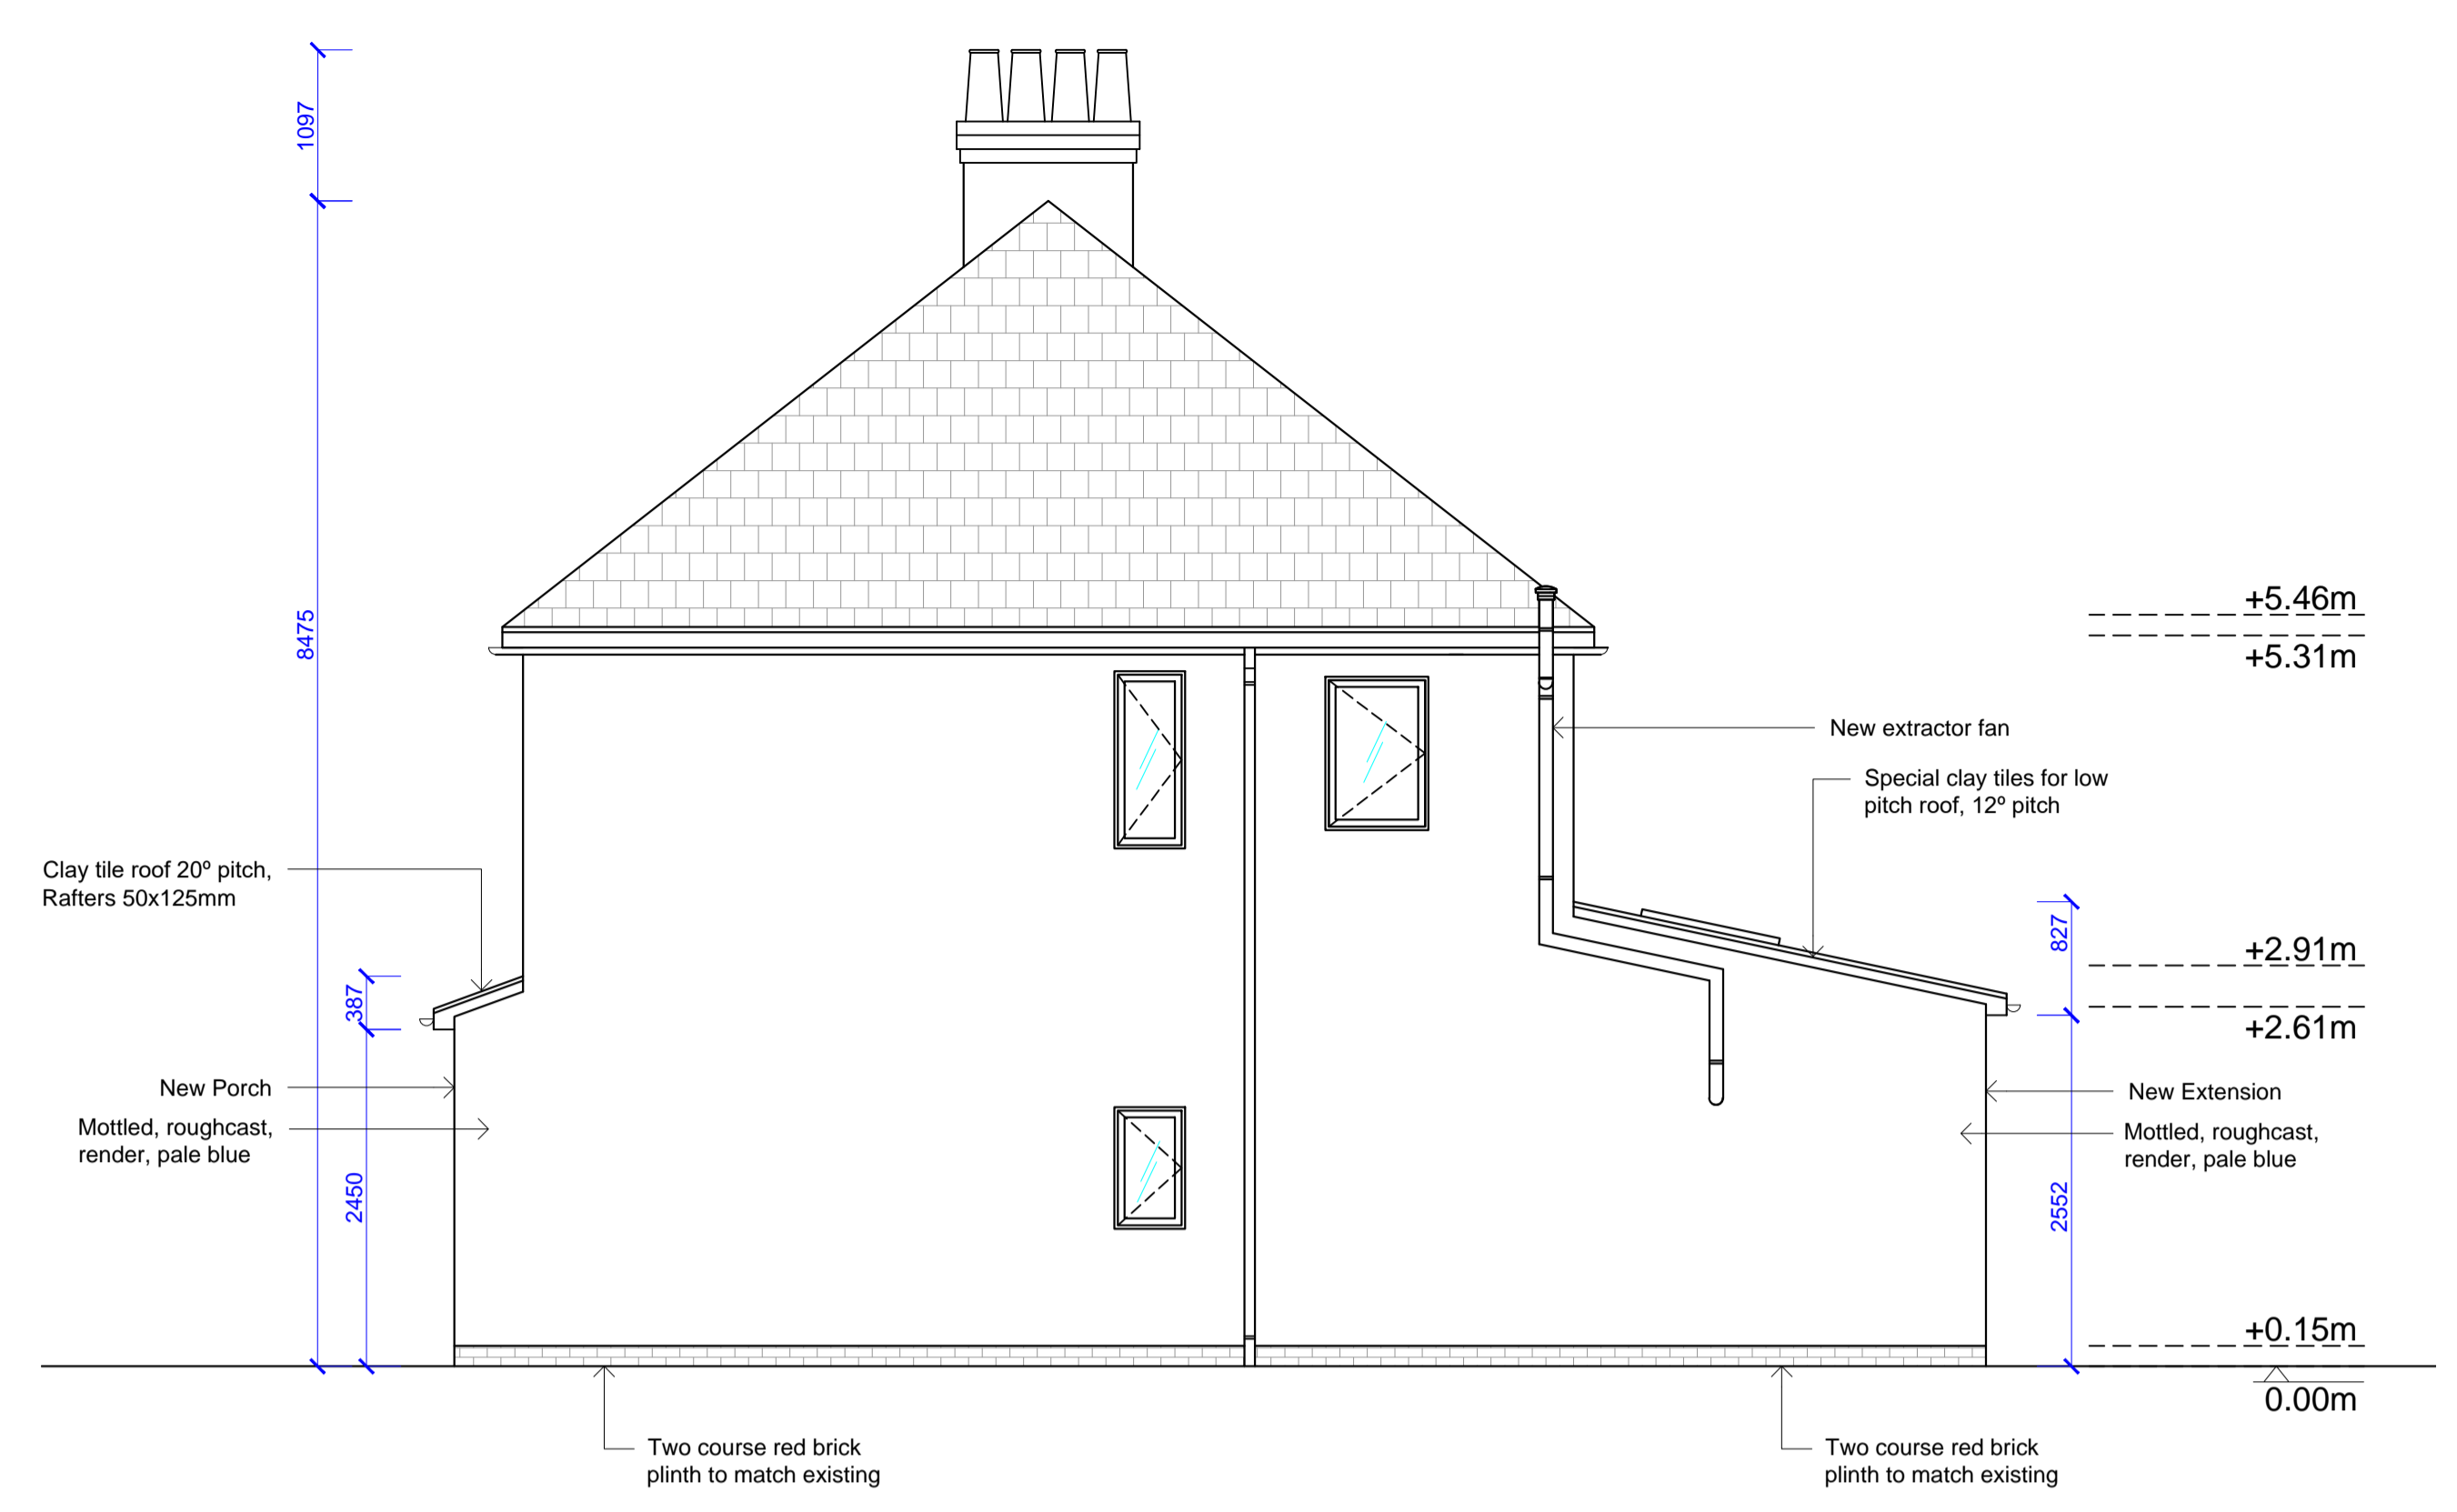 1097
8475
+5.46m
+5.31m
New extractor fan
Special clay tiles for low
pitch roof, 12º pitch
Clay tile roof 20º pitch,
Rafters 50x125mm
827
+2.91m
387
+2.61m
New Porch
New Extension
Mottled, roughcast,
render, pale blue
Mottled, roughcast,
render, pale blue
2450
2552
+0.15m
0.00m
Two course red brick
plinth to match existing
Two course red brick
plinth to match existing